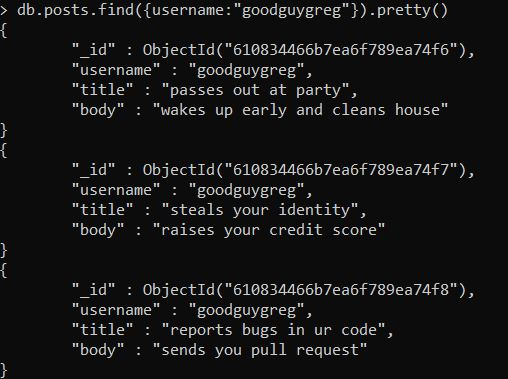 > db.posts.find({username:"goodguygreg"}).pretty()
{
"_id" : ObjectId("610834466b7ea6f789ea74f6"),
"username" : "goodguygreg",
"title" : "passes out at party",
"body" : "wakes up early and cleans house"
}
{
"_id" : ObjectId("610834466b7ea6f789ea74f7"),
"username" : "goodguygreg",
"title" : "steals your identity",
"body" : "raises your credit score"
}
{
"_id" : ObjectId("610834466b7ea6f789ea74f8"),
"username" : "goodguygreg",
"title" : "reports bugs in ur code",
"body" : "sends you pull request"
}